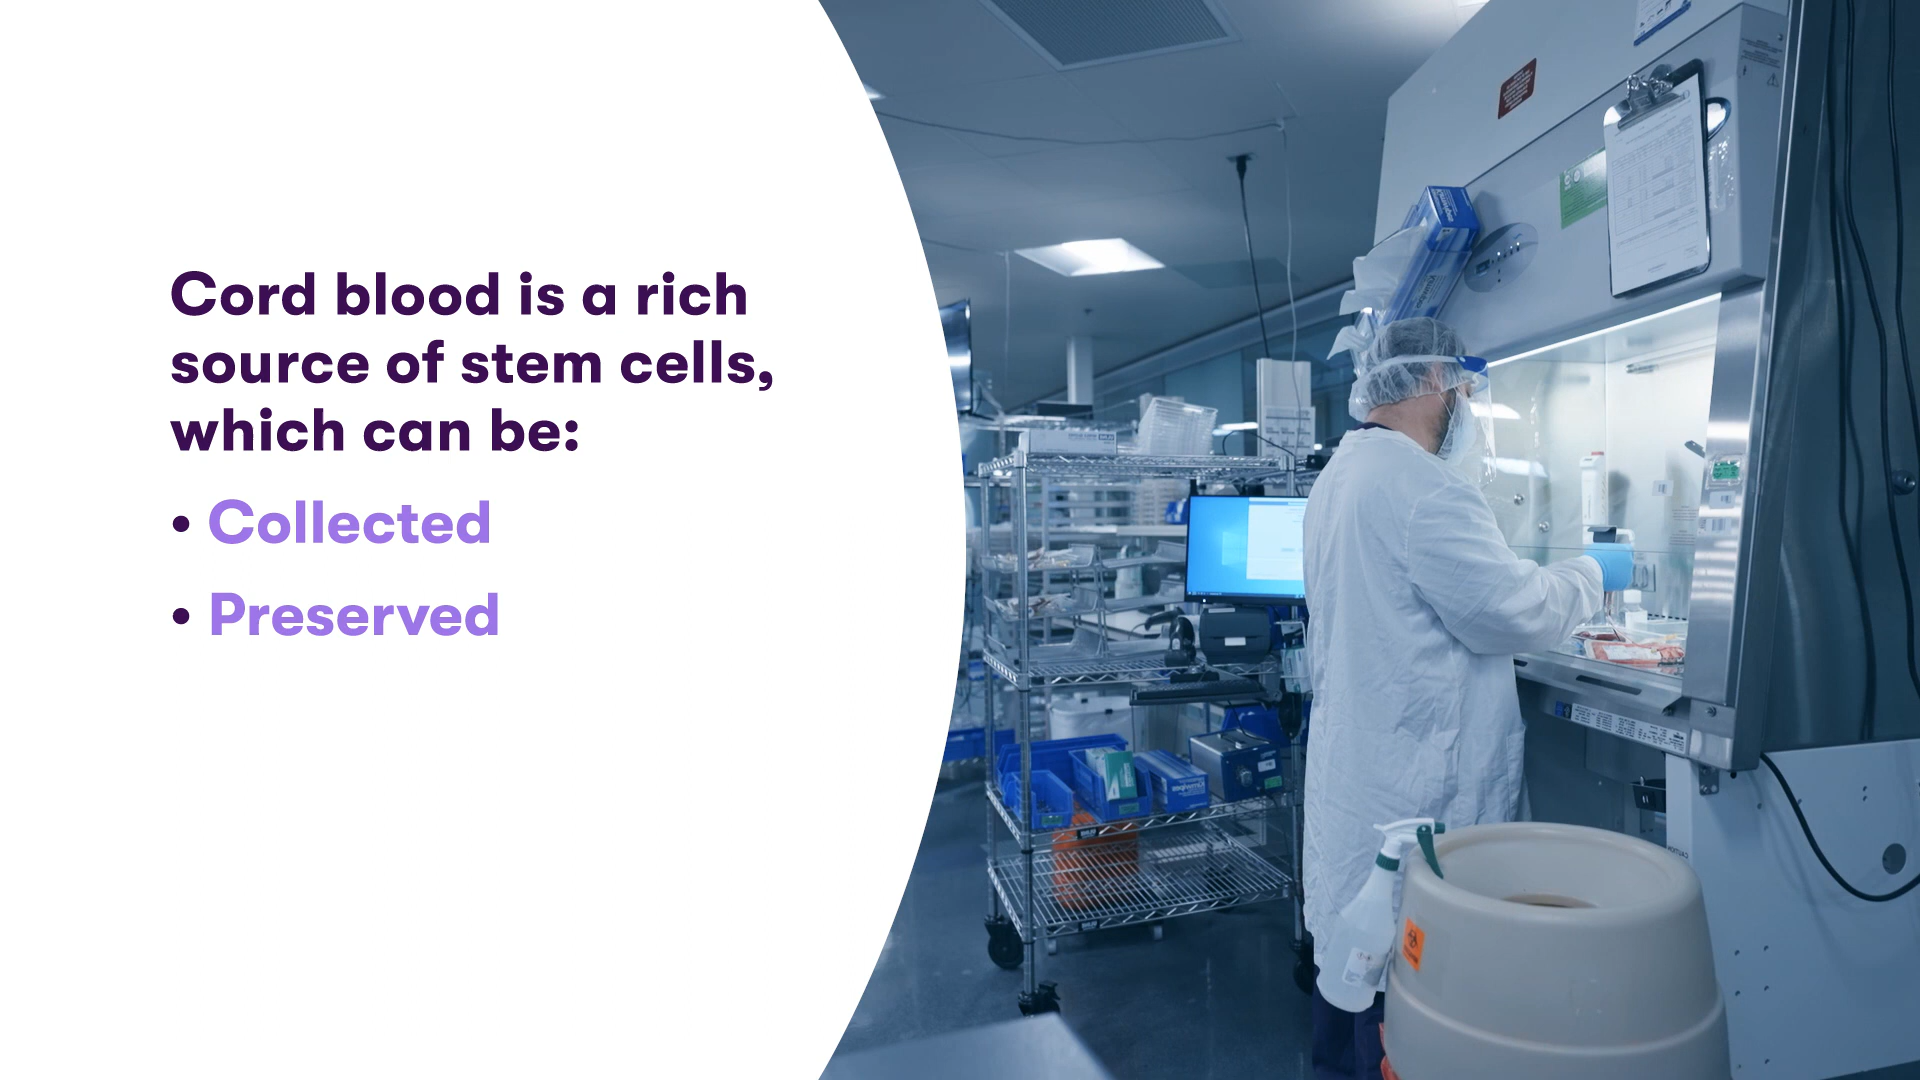 Cord blood is a rich
source of stem cells,
which can be:
• Collected
• Preserved